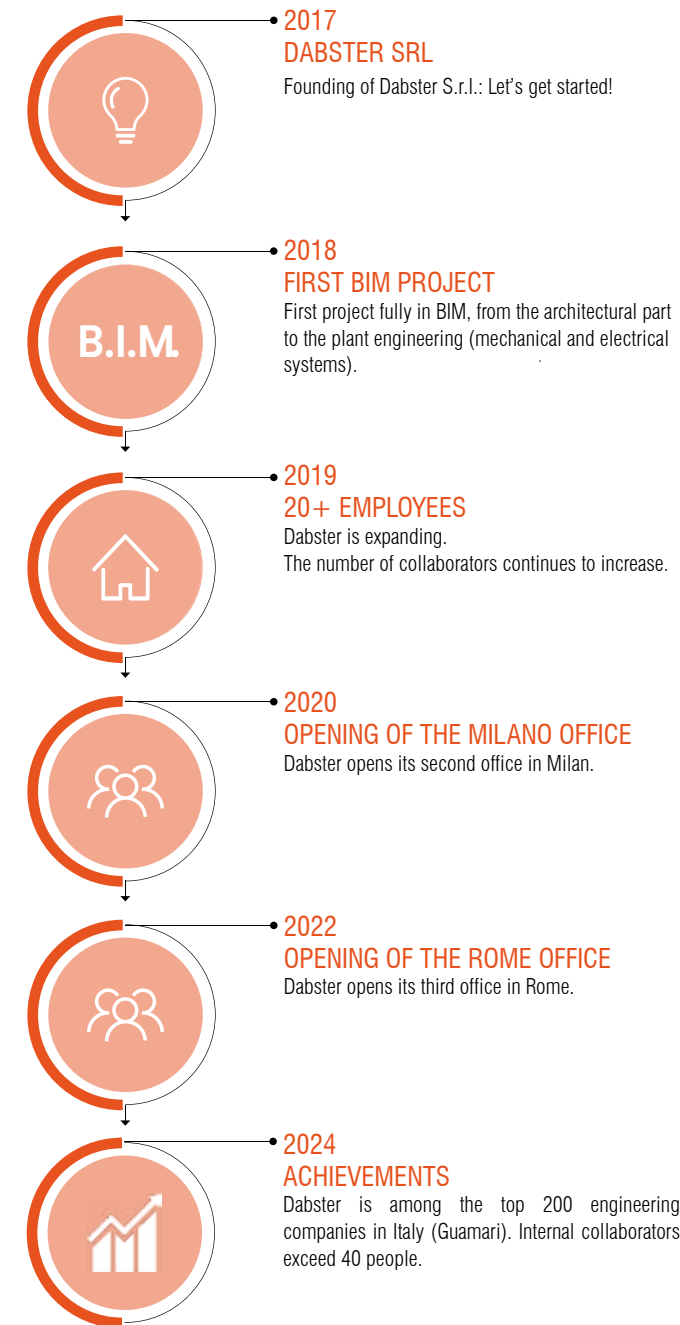 2017
DABSTER SRL
Founding of Dabster S.r.l.: Let’s get started!
B.I.M.
2018
FIRST BIM PROJECT
First project fully in BIM, from the architectural part
to the plant engineering (mechanical and electrical
systems).
2019
20+ EMPLOYEES
Dabster is expanding.
The number of collaborators continues to increase.
2020
OPENING OF THE MILANO OFFICE
Dabster opens its second office in Milan.
2022
OPENING OF THE ROME OFFICE
Dabster opens its third office in Rome.
2024
ACHIEVEMENTS
Dabster is among the top 200 engineering
companies in Italy (Guamari). Internal collaborators
exceed 40 people.